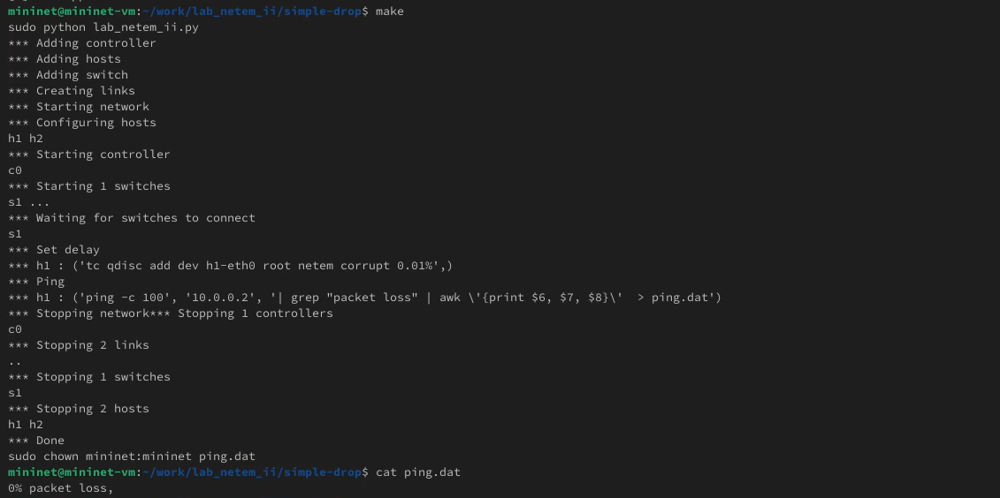 mininet@mininet-vm:~/work/lab_netem_ii/simple-drop$ make
sudo python lab_netem_ii.py
*** Adding controller
*** Adding hosts
*** Adding switch
*** Creating links
*** Starting network
*** Configuring hosts
h1 h2
*** Starting controller
c0
*** Starting 1 switches
s1 ...
*** Waiting for switches to connect
s1
*** Set delay
*** h1 : ('tc qdisc add dev h1-eth0 root netem corrupt 0.01%',)
*** Ping
*** h1 : ('ping -c 100', '10.0.0.2', '| grep "packet loss" | awk \'{print $6, $7, $8}\'  > ping.dat')
*** Stopping network*** Stopping 1 controllers
c0
*** Stopping 2 links
..
*** Stopping 1 switches
s1
*** Stopping 2 hosts
h1 h2
*** Done
sudo chown mininet:mininet ping.dat
mininet@mininet-vm:~/work/lab_netem_ii/simple-drop$ cat ping.dat
0% packet loss,